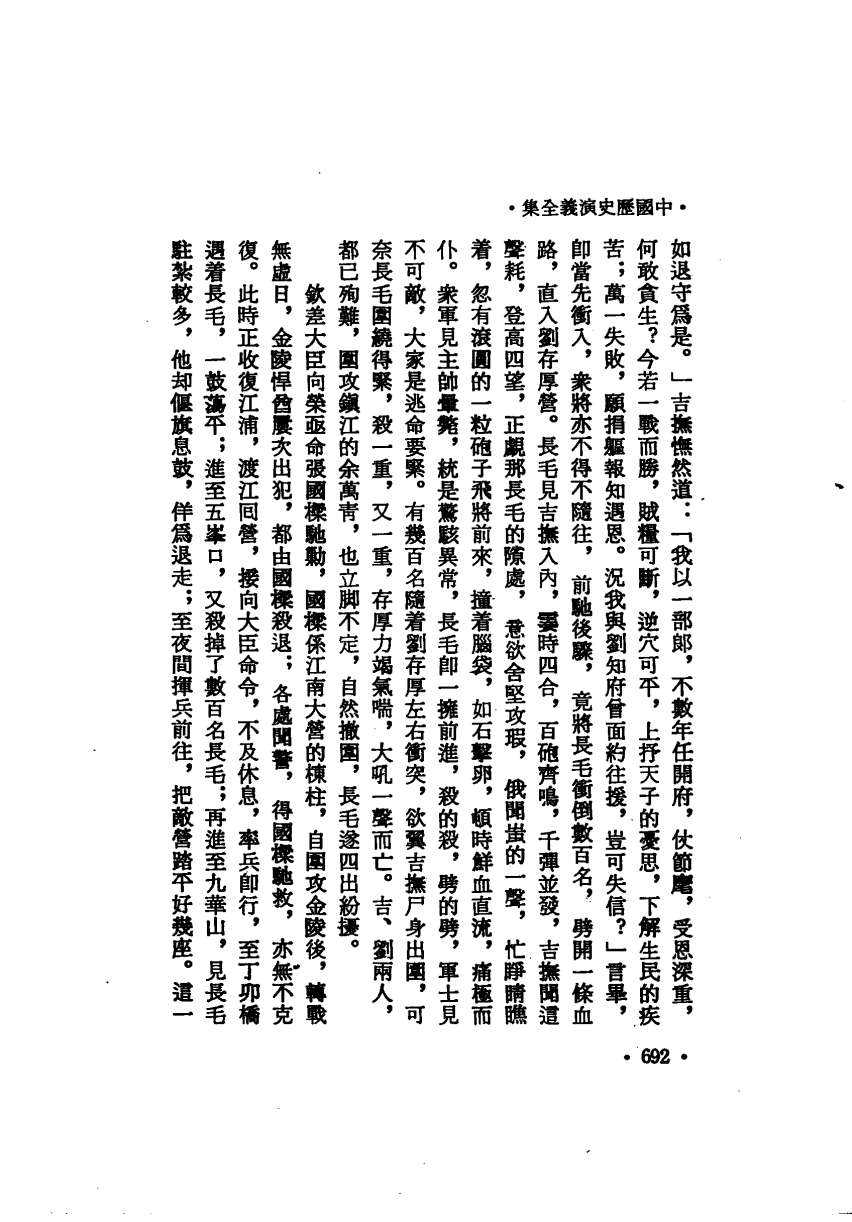 ・中國歷史演義全集・
如退守爲是。」吉撫憮然道：「我以一部郎，不數年任開府，仗節麾，受恩深重，
何敢貪生？今若一戰而勝，賊糧可斷，逆穴可平，上抒天子的憂思，下解生民的疾
苦；萬一失敗，願捐軀報知遇恩。況我與劉知府曾面約往援，豈可失信？」言畢，
卽當先衝入，衆將亦不得不隨往，前馳後驟，竟將長毛衝倒數百名，劈開一條血
路，直入劉存厚營。長毛見吉撫入內，霎時四合，百砲齊鳴，千彈並發，吉撫聞這
聲耗，登高四望，正覷那長毛的隙處，意欲舍堅攻瑕，俄聞蚩的一聲，忙睜睛瞧
着，忽有滾圓的一粒砲子飛將前來，撞着腦袋，如石擊卵，頓時鮮血直流，痛極而
仆。衆軍見主帥暈斃，統是驚駭異常，長毛卽一擁前進，殺的殺，劈的劈，軍士見
不可敵，大家是逃命要緊。有幾百名隨着劉存厚左右衝突，欲翼吉撫尸身出圍，可
奈長毛圍繞得緊，殺一重，又一重，存厚力竭氣喘，大吼一聲而亡。吉、劉兩人，
都已殉難，圍攻鎭江的余萬靑，也立脚不定，自然撤圍，長毛遂四出紛擾。
欽差大臣向榮亟命張國樑馳勦，國樑係江南大營的棟柱，自圍攻金陵後，轉戰
無虛日，金陵悍酋屢次出犯，都由國樑殺退；各處聞警，得國樑馳救，亦無不克
復。此時正收復江浦，渡江囘營，接向大臣命令，不及休息，率兵卽行，至丁卯橋
遇着長毛，一鼓蕩平；進至五峯口，又殺掉了數百名長毛；再進至九華山，見長毛
駐紮較多，他却偃旗息鼓，佯爲退走；至夜間揮兵前往，把敵營踏平好幾座。這一
・692・